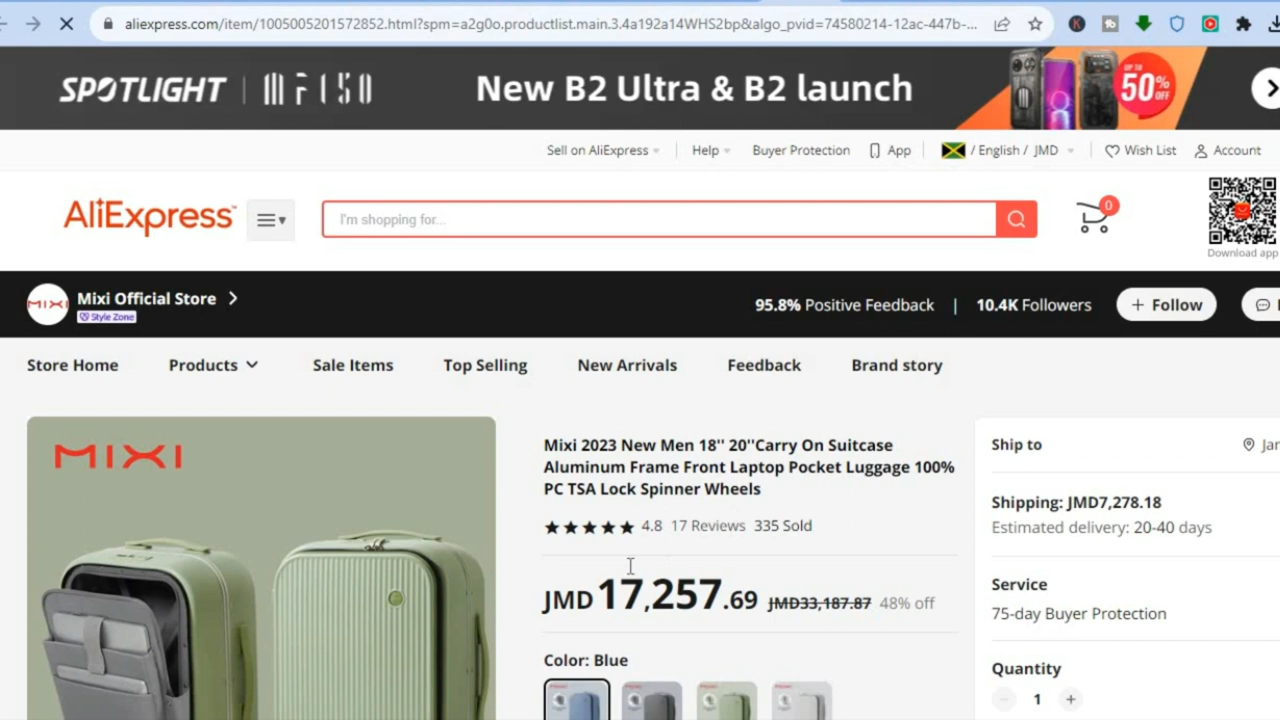 aliexpress.com/item/1005005201572852.html?spm=a2g0o.productlist.main.3.4a192a14WHS2bp&algo_pvid=74580214-12ac-447b-...
SPOTLIGHT
New B2 Ultra & B2 launch
UP TO
50%
OFF
Sell on AliExpress
Help
Buyer Protection
App
/ English / JMD
Wish List
Account
AliExpress
I'm shopping for...
0
Download app
MIXI
Mixi Official Store
Style Zone
95.8% Positive Feedback | 10.4K Followers
+ Follow
Store Home
Products
Sale Items
Top Selling
New Arrivals
Feedback
Brand story
MIXI
Mixi 2023 New Men 18'' 20''Carry On Suitcase
Aluminum Frame Front Laptop Pocket Luggage 100%
PC TSA Lock Spinner Wheels
4.8 17 Reviews 335 Sold
JMD 17,257.69 JMD33,187.87 48% off
Color: Blue
Ship to
Shipping: JMD7,278.18
Estimated delivery: 20-40 days
Service
75-day Buyer Protection
Quantity
1 +